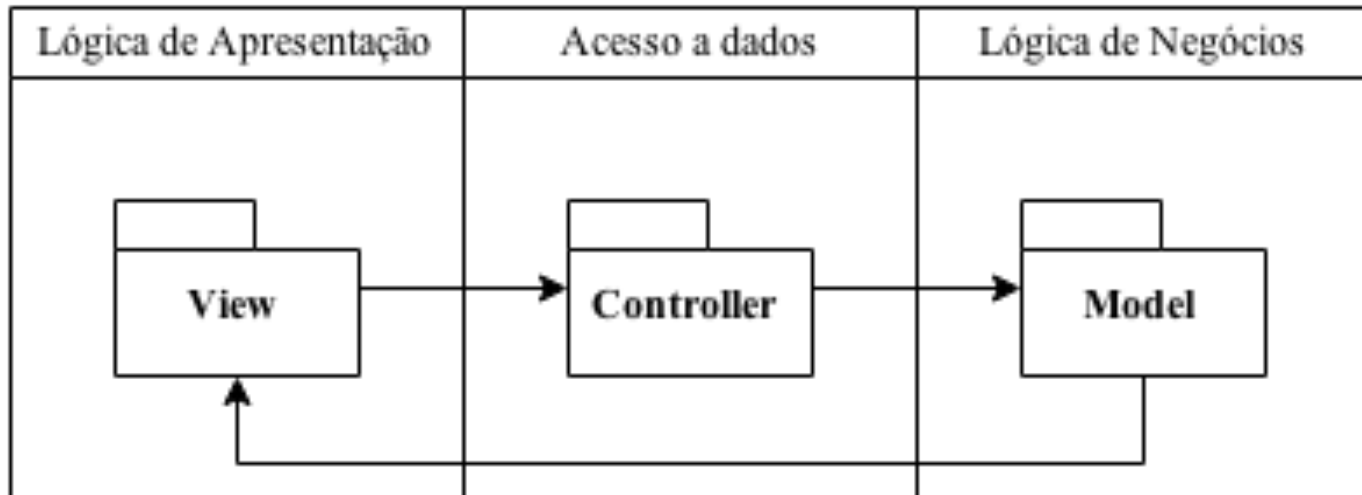 Lógica de Apresentação
Acesso a dados
Lógica de Negócios
View
Controller
Model